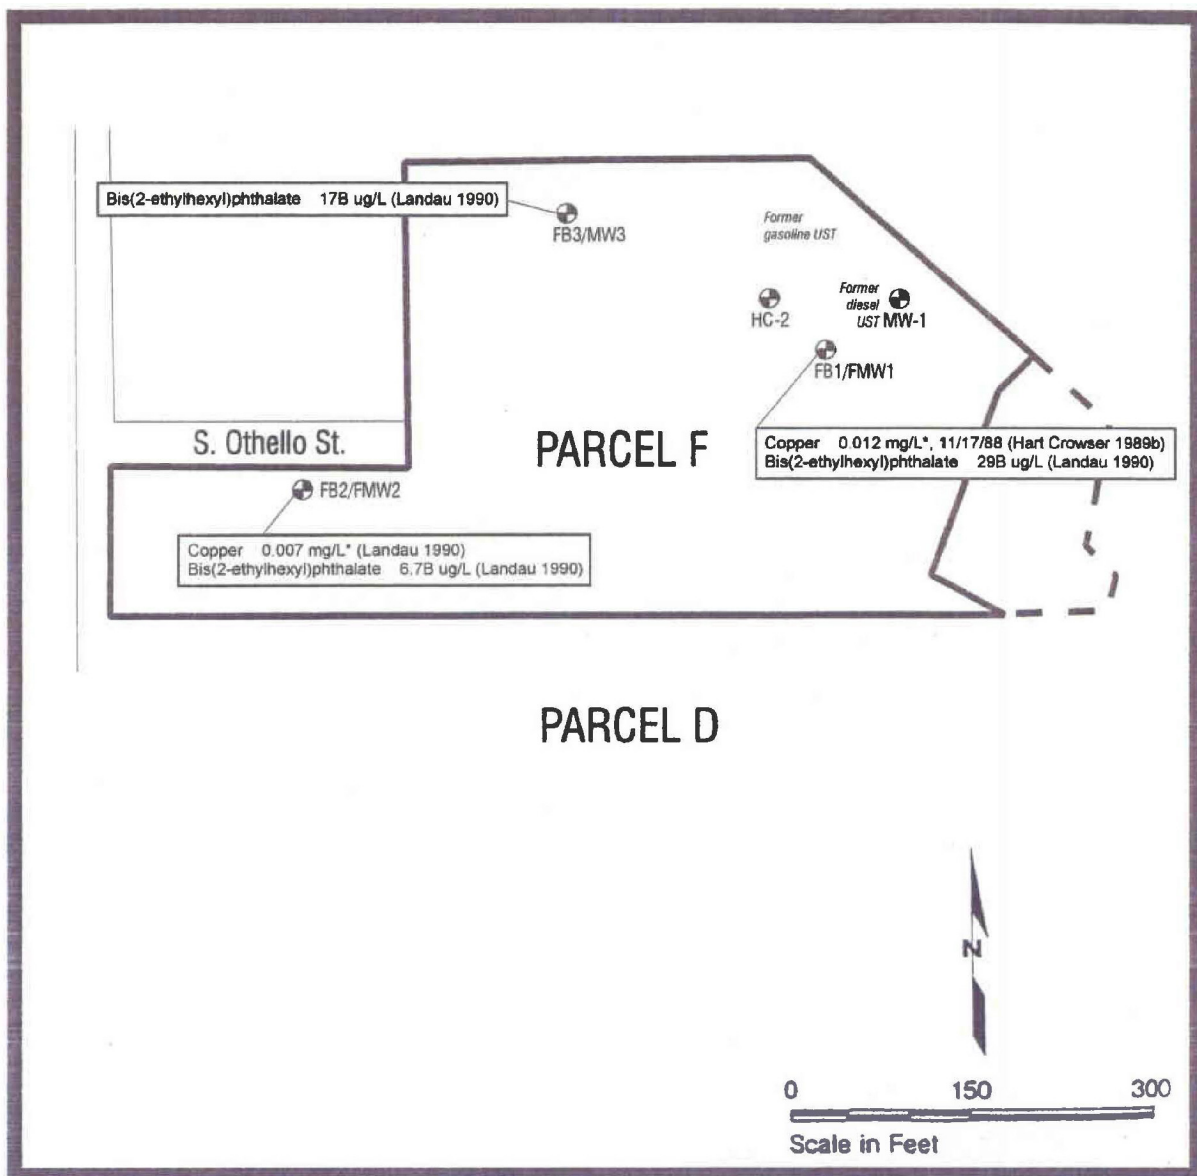 Bis(2-ethylhexyl)phthalate 17B ug/L (Landau 1990)
FB3/MW3
Former
gasoline UST
HC-2
Former
diesel
UST MW-1
FB1/FMW1
Copper 0.012 mg/L*, 11/17/88 (Hart Crowser 1989b)
Bis(2-ethylhexyl)phthalate 29B ug/L (Landau 1990)
S. Othello St.
PARCEL F
FB2/FMW2
Copper 0.007 mg/L* (Landau 1990)
Bis(2-ethylhexyl)phthalate 6.7B ug/L (Landau 1990)
PARCEL D
N
0 150 300
Scale in Feet